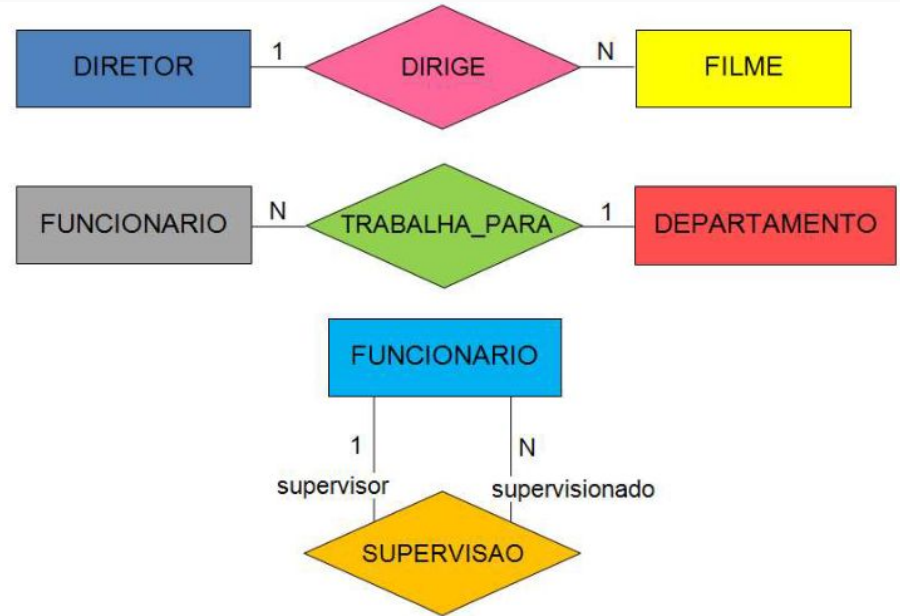 DIRETOR 1 DIRIGE N FILME
FUNCIONARIO N TRABALHA_PARA 1 DEPARTAMENTO
FUNCIONARIO
1 N
supervisor supervisionado
SUPERVISAO